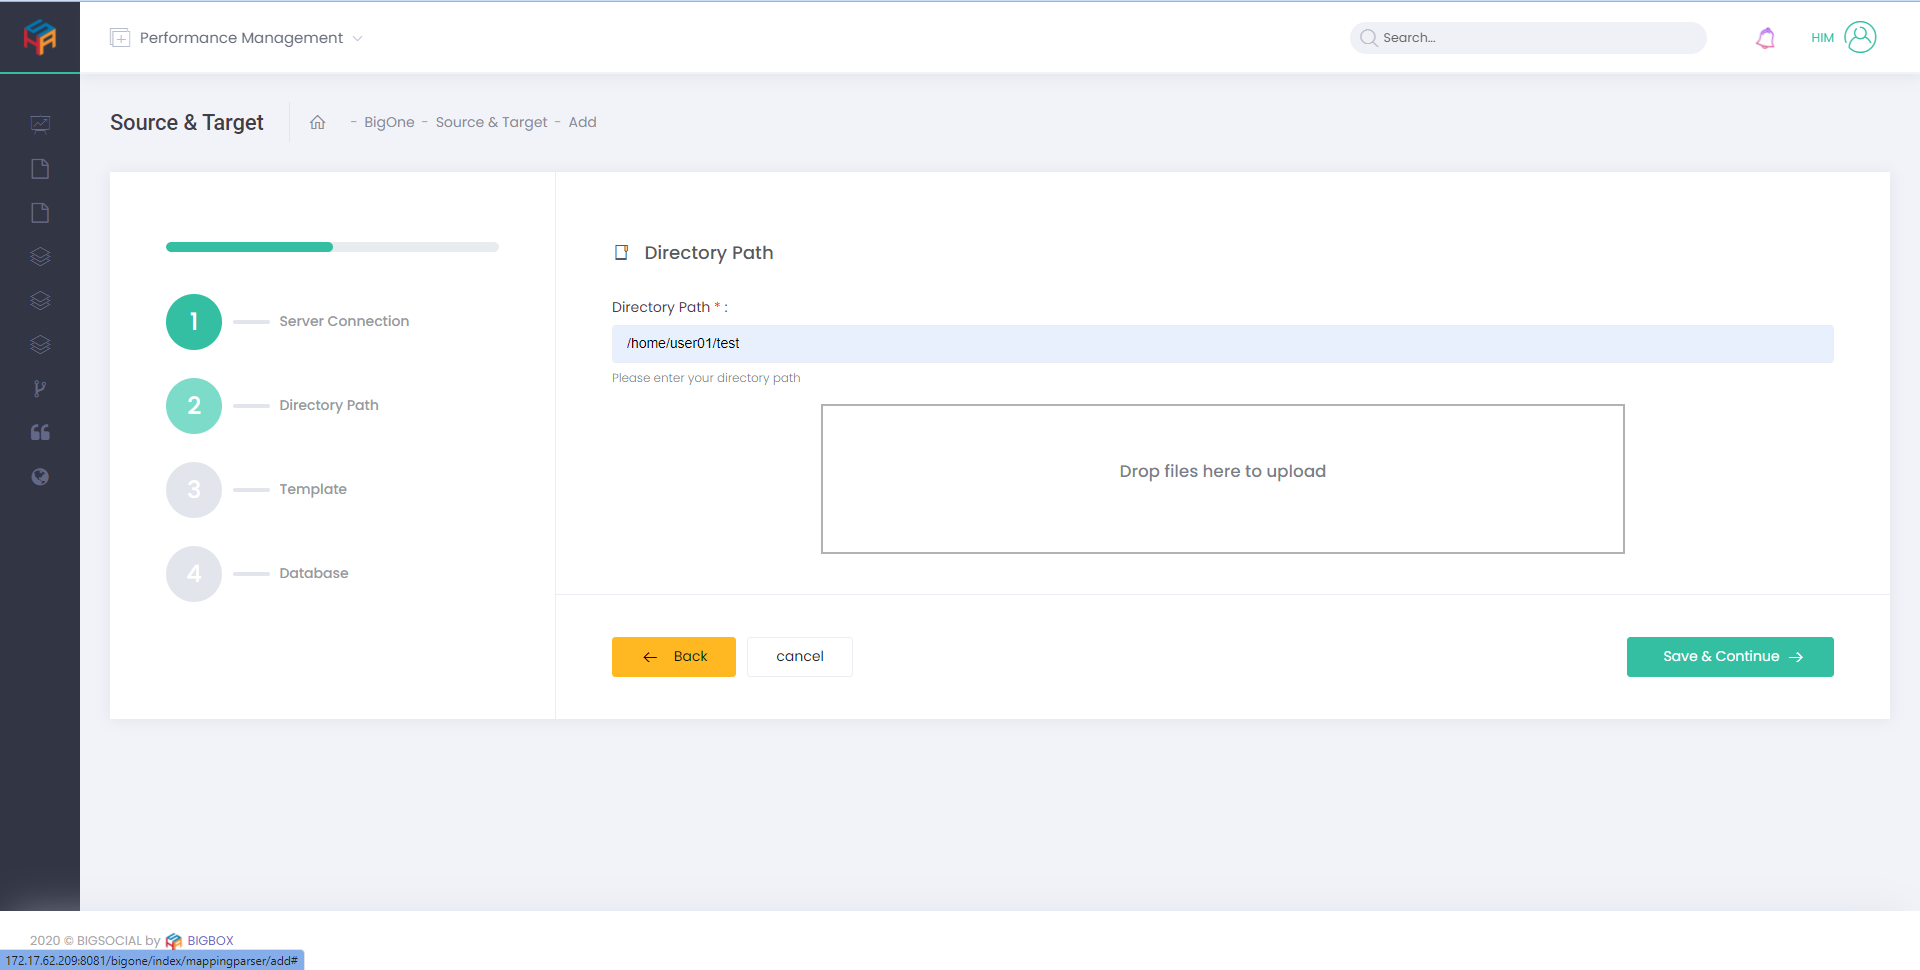 Performance Management
Search...
HIM
Source & Target
- BigOne - Source & Target - Add
1 Server Connection
2 Directory Path
3 Template
4 Database
Directory Path
Directory Path * :
/home/user01/test
Please enter your directory path
Drop files here to upload
Back
cancel
Save & Continue
2020 © BIGSOCIAL by BIGBOX
172.17.62.209:8081/bigone/index/mappingparser/add#